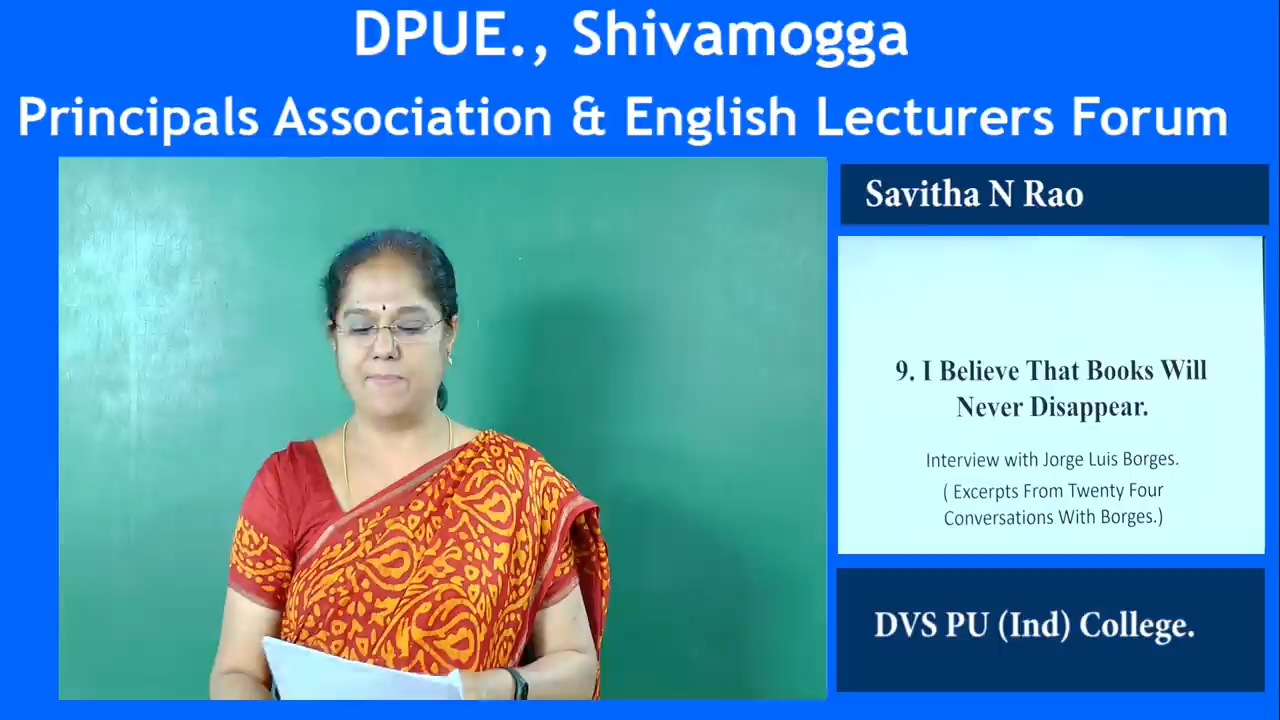 DPUE., Shivamogga
Principals Association & English Lecturers Forum
Savitha N Rao
9. I Believe That Books Will
Never Disappear.
Interview with Jorge Luis Borges.
( Excerpts From Twenty Four
Conversations With Borges.)
DVS PU (Ind) College.